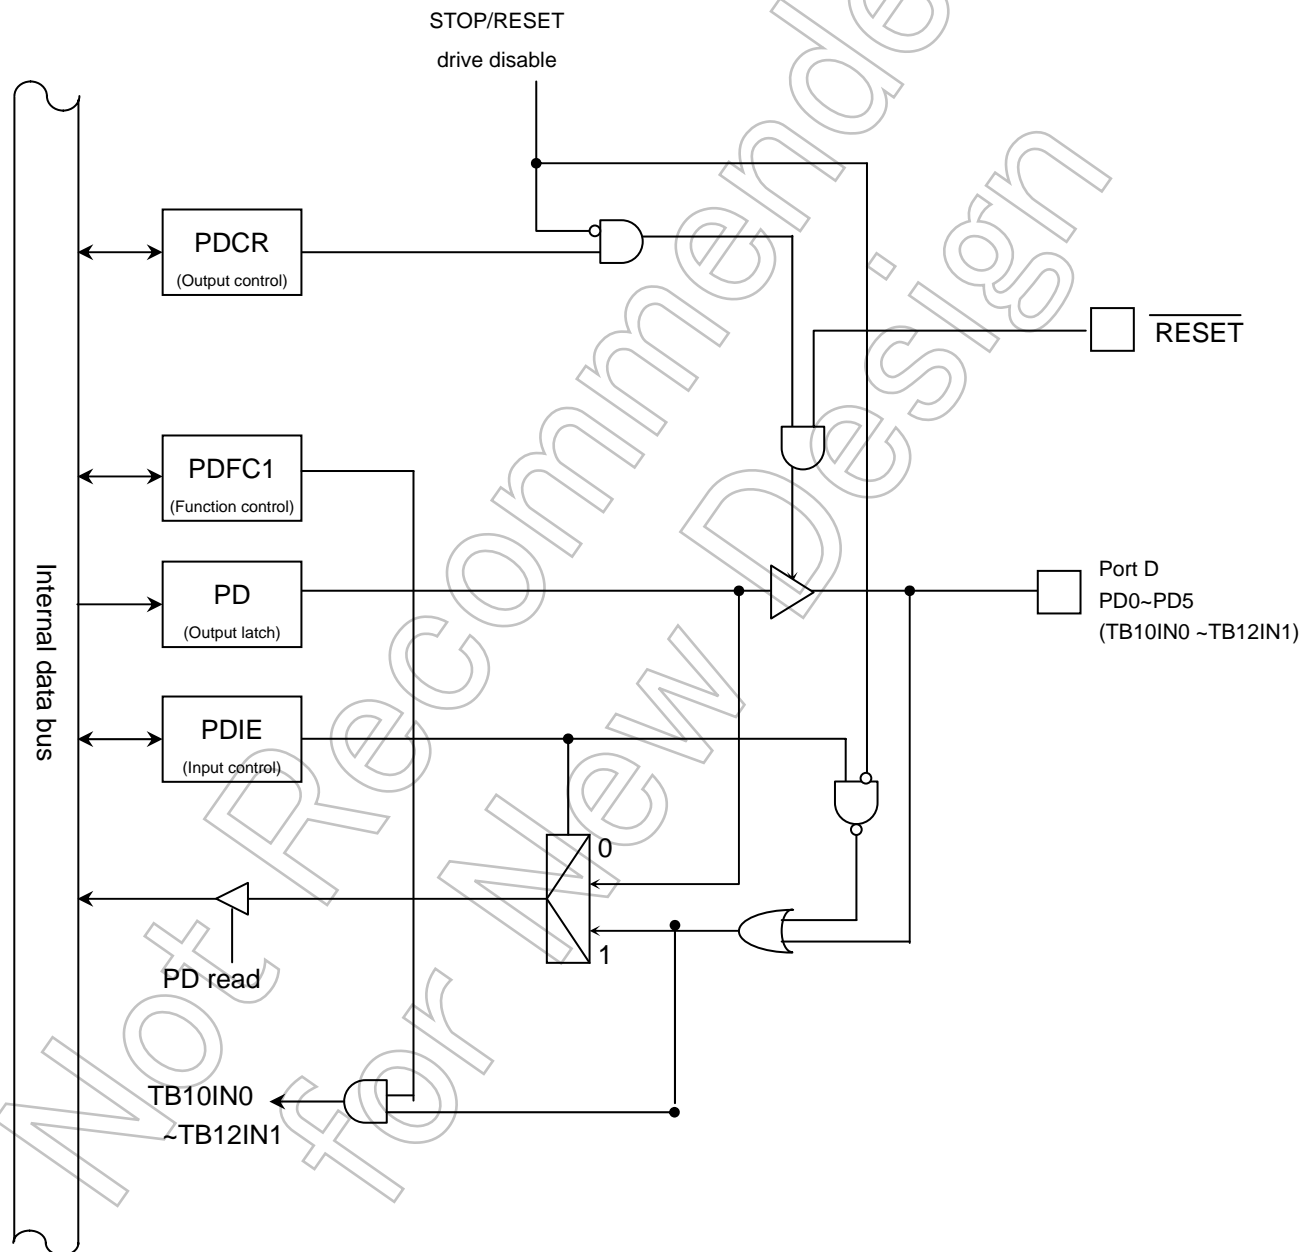 STOP/RESET
drive disable
PDCR
(Output control)
RESET
PDFC1
(Function control)
Internal data bus
PD
(Output latch)
Port D
PD0~PD5
(TB10IN0 ~TB12IN1)
PDIE
(Input control)
0
1
PD read
TB10IN0
~TB12IN1
Not Recommende
for New Design